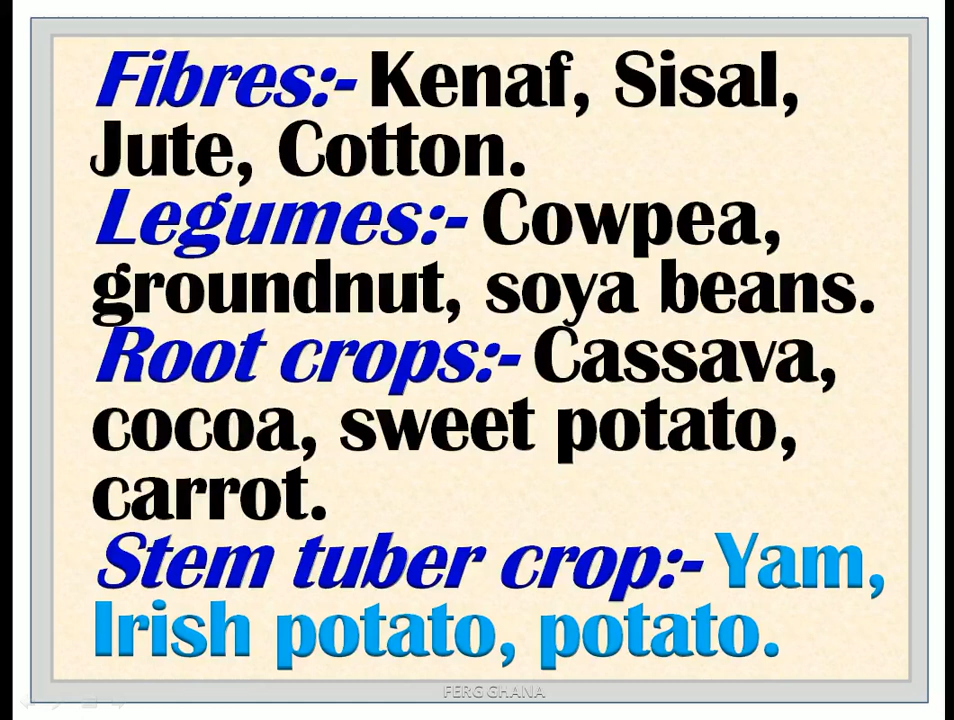 Fibres:- Kenaf, Sisal,
Jute, Cotton.
Legumes:- Cowpea,
groundnut, soya beans.
Root crops:- Cassava,
cocoa, sweet potato,
carrot.
Stem tuber crop:- Yam,
Irish potato, potato.
FERG GHANA